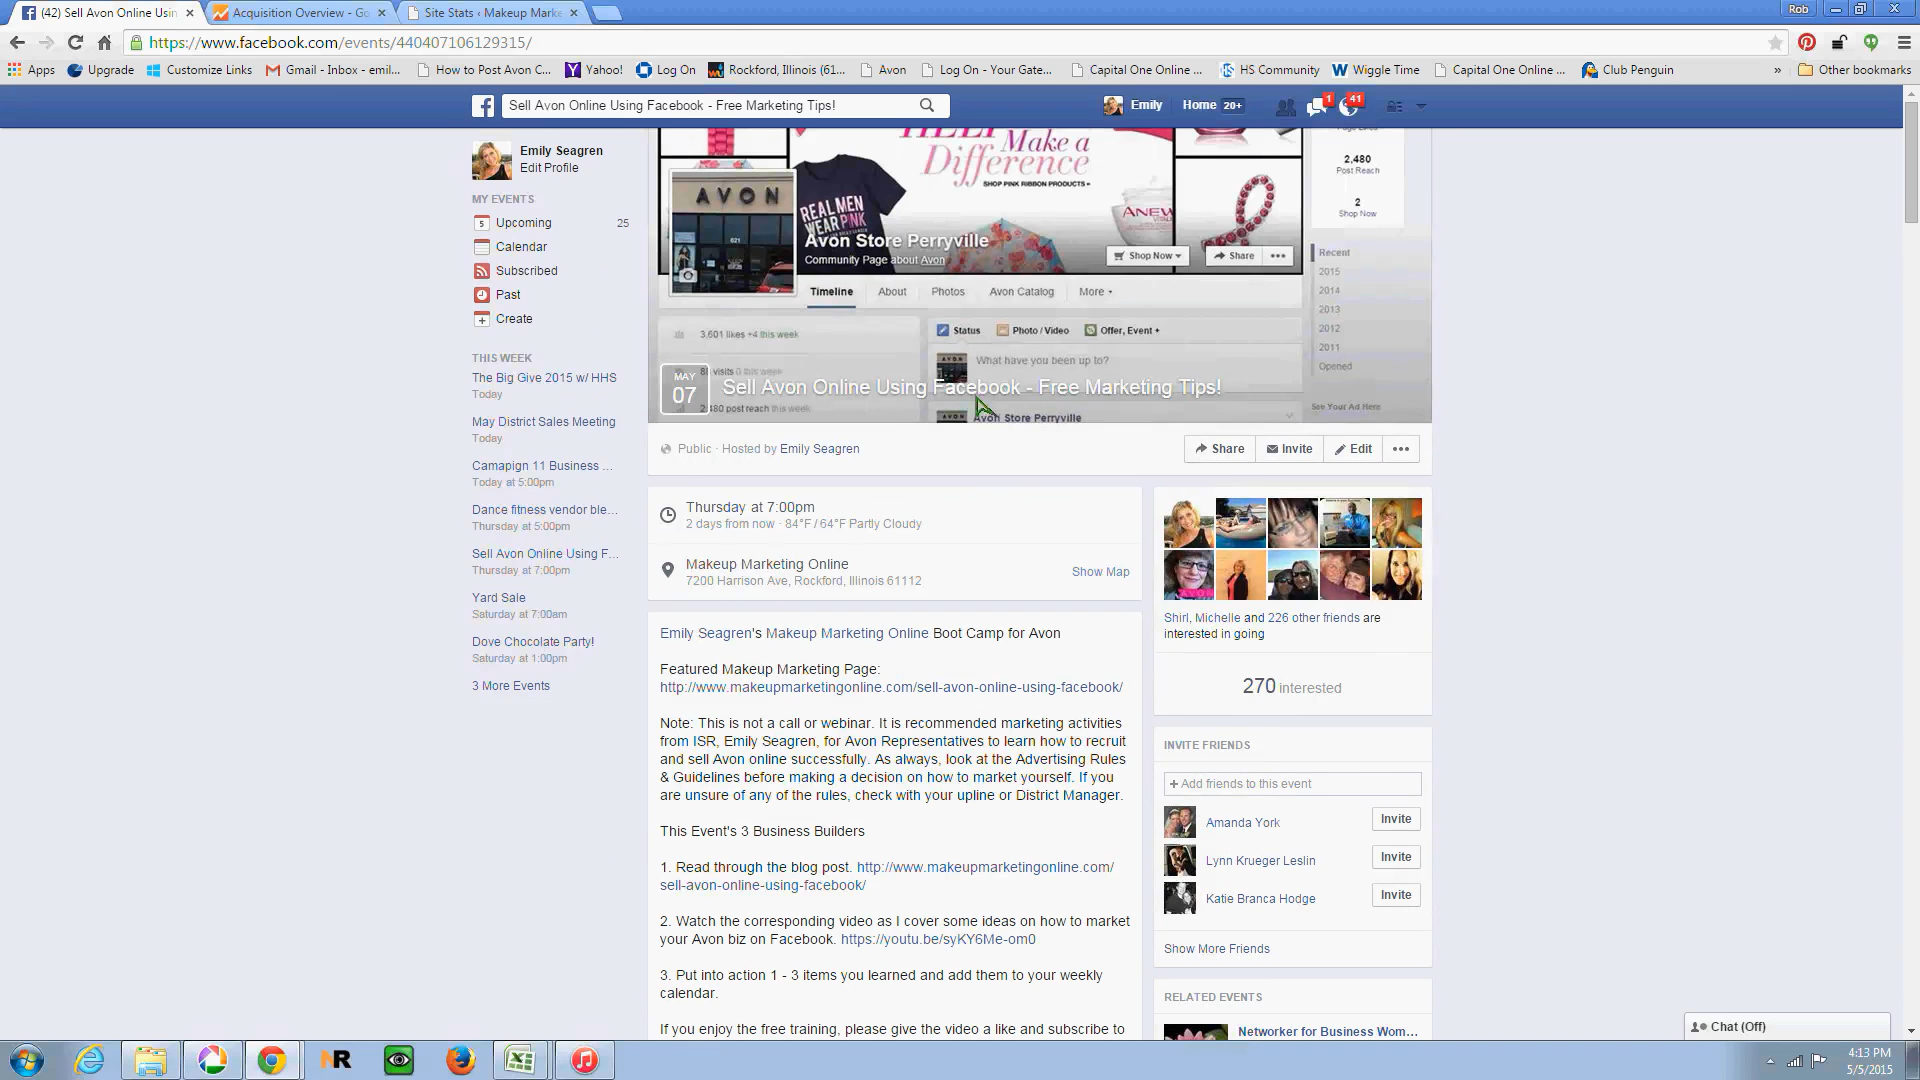 (42) Sell Avon Online Usin
Acquisition Overview - Go
Site Stats ‹ Makeup Marke
Rob
https://www.facebook.com/events/440407106129315/
Apps
Upgrade
Customize Links
Gmail - Inbox - emil...
How to Post Avon C...
Yahoo!
Log On
Rockford, Illinois (61...
Avon
Log On - Your Gate...
Capital One Online ...
HS Community
Wiggle Time
Capital One Online ...
Club Penguin
»
Other bookmarks
Sell Avon Online Using Facebook - Free Marketing Tips!
Emily
Home 20+
1
41
Emily Seagren
Edit Profile
MY EVENTS
5 Upcoming 25
Calendar
Subscribed
Past
Create
THIS WEEK
The Big Give 2015 w/ HHS
Today
May District Sales Meeting
Today
Camapign 11 Business ...
Today at 5:00pm
Dance fitness vendor ble...
Thursday at 5:00pm
Sell Avon Online Using F...
Thursday at 7:00pm
Yard Sale
Saturday at 7:00am
Dove Chocolate Party!
Saturday at 1:00pm
3 More Events
Make a
Difference
SHOP PINK RIBBON PRODUCTS
AVON
621
REAL MEN
WEAR PINK
ANEW
Avon Store Perryville
Community Page about Avon
Shop Now
Share
•••
Timeline
About
Photos
Avon Catalog
More
3,601 likes +4 this week
visits 0 this week
post reach this week
Status
Photo / Video
Offer, Event +
AVON
What have you been up to?
Avon Store Perryville
2,480
Post Reach
2
Shop Now
Recent
2015
2014
2013
2012
2011
Opened
See Your Ad Here
MAY
07
Sell Avon Online Using Facebook - Free Marketing Tips!
Public · Hosted by Emily Seagren
Share
Invite
Edit
•••
Thursday at 7:00pm
2 days from now · 84°F / 64°F Partly Cloudy
Makeup Marketing Online
7200 Harrison Ave, Rockford, Illinois 61112
Show Map
Emily Seagren's Makeup Marketing Online Boot Camp for Avon
Featured Makeup Marketing Page:
http://www.makeupmarketingonline.com/sell-avon-online-using-facebook/
Note: This is not a call or webinar. It is recommended marketing activities
from ISR, Emily Seagren, for Avon Representatives to learn how to recruit
and sell Avon online successfully. As always, look at the Advertising Rules
& Guidelines before making a decision on how to market yourself. If you
are unsure of any of the rules, check with your upline or District Manager.
This Event's 3 Business Builders
1. Read through the blog post. http://www.makeupmarketingonline.com/
sell-avon-online-using-facebook/
2. Watch the corresponding video as I cover some ideas on how to market
your Avon biz on Facebook. https://youtu.be/syKY6Me-om0
3. Put into action 1 - 3 items you learned and add them to your weekly
calendar.
If you enjoy the free training, please give the video a like and subscribe to
AVON
Shirl, Michelle and 226 other friends are
interested in going
270 interested
INVITE FRIENDS
+ Add friends to this event
Amanda York
Invite
Lynn Krueger Leslin
Invite
Katie Branca Hodge
Invite
Show More Friends
RELATED EVENTS
Networker for Business Wom...
Chat (Off)
NR
4:13 PM
5/5/2015